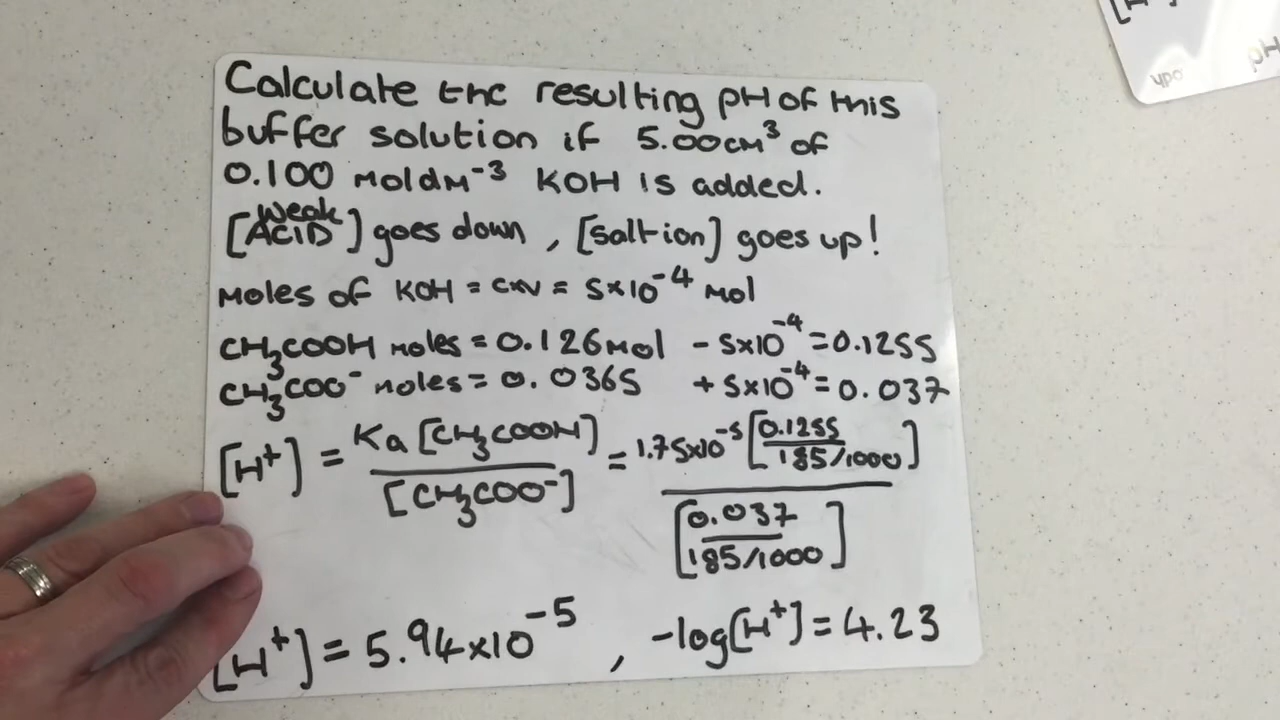 Calculate the resulting pH of this
buffer solution if 5.00cm³ of
0.100 moldm⁻³ KOH is added.
[Weak ACID] goes down, [salt ion] goes up!
Moles of KOH = cxv = 5x10⁻⁴ mol
CH₃COOH moles = 0.126mol - 5x10⁻⁴ = 0.1255
CH₃COO⁻ moles = 0.0365 + 5x10⁻⁴ = 0.037
[H⁺] = Ka [CH₃COOH] / [CH₃COO⁻] = 1.75x10⁻⁵ [0.1255 / 185/1000] / [0.037 / 185/1000]
[H⁺] = 5.94x10⁻⁵, -log[H⁺] = 4.23